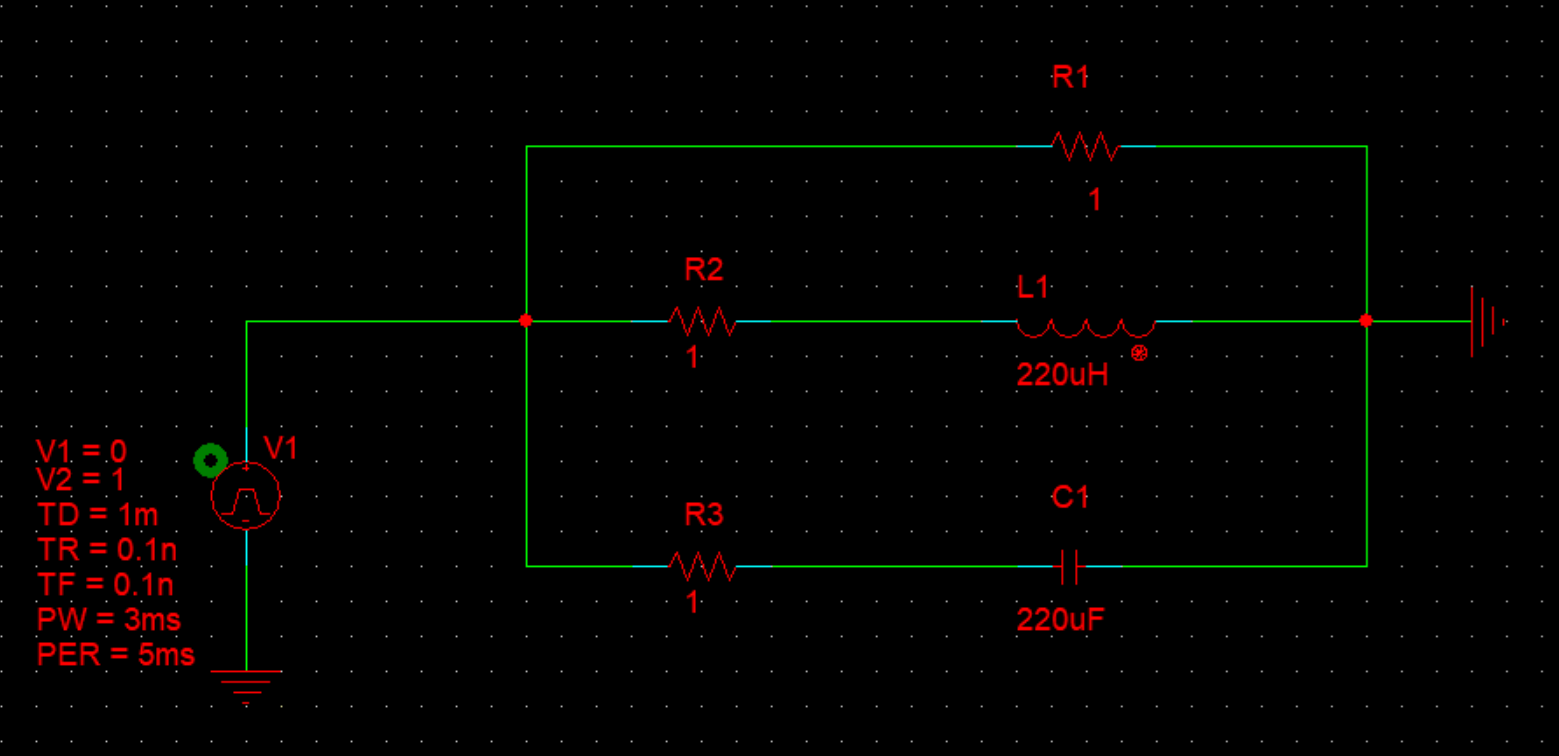 R1
1
R2
1
L1
220uH
V1
V1 = 0
V2 = 1
TD = 1m
TR = 0.1n
TF = 0.1n
PW = 3ms
PER = 5ms
R3
1
C1
220uF